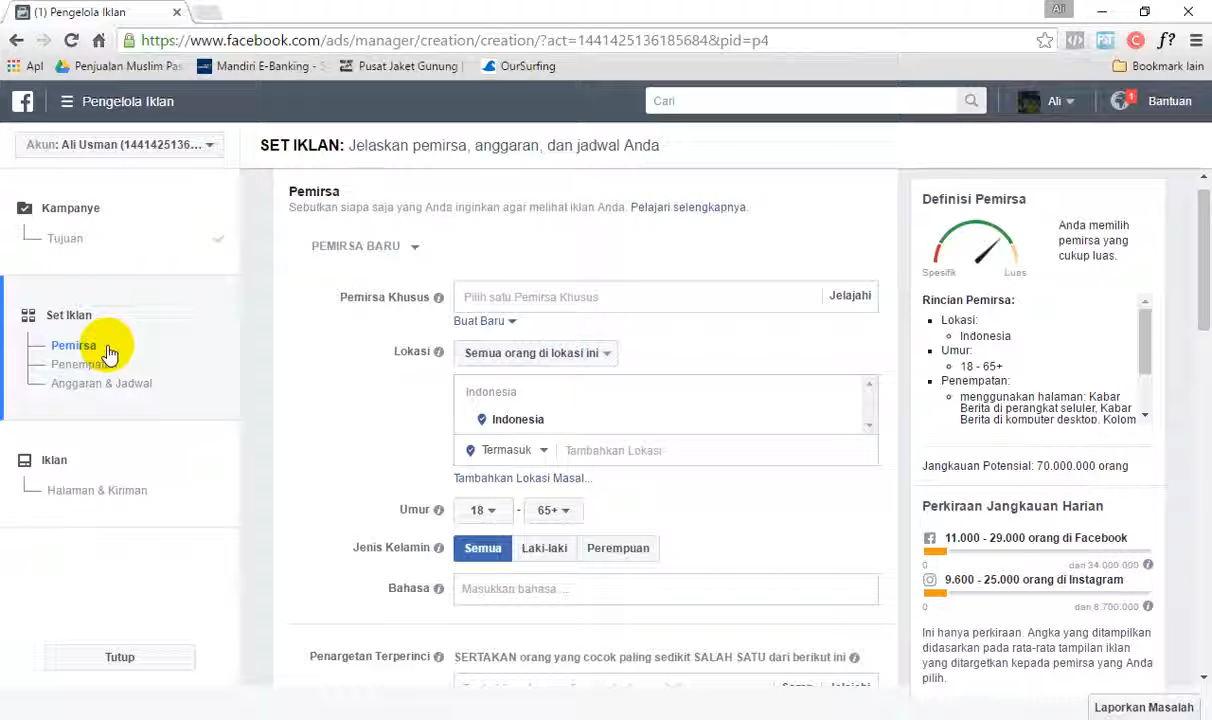 (1) Pengelola Iklan
Ali
https://www.facebook.com/ads/manager/creation/creation/?act=1441425136185684&pid=p4
Apl
Penjualan Muslim Pas
Mandiri E-Banking - S
Pusat Jaket Gunung
OurSurfing
Bookmark lain
Pengelola Iklan
Cari
Ali
1
Bantuan
Akun: Ali Usman (1441425136...
SET IKLAN: Jelaskan pemirsa, anggaran, dan jadwal Anda
Kampanye
Tujuan
Set Iklan
Pemirsa
Penempata
Anggaran & Jadwal
Iklan
Halaman & Kiriman
Tutup
Pemirsa
Sebutkan siapa saja yang Anda inginkan agar melihat iklan Anda. Pelajari selengkapnya.
PEMIRSA BARU
Pemirsa Khusus
Pilih satu Pemirsa Khusus
Jelajahi
Buat Baru
Lokasi
Semua orang di lokasi ini
Indonesia
Indonesia
Termasuk
Tambahkan Lokasi
Tambahkan Lokasi Masal...
Umur
18 - 65+
Jenis Kelamin
Semua
Laki-laki
Perempuan
Bahasa
Masukkan bahasa ...
Penargetan Terperinci
SERTAKAN orang yang cocok paling sedikit SALAH SATU dari berikut ini
Definisi Pemirsa
Spesifik
Luas
Anda memilih
pemirsa yang
cukup luas.
Rincian Pemirsa:
Lokasi:
Indonesia
Umur:
18 - 65+
Penempatan:
menggunakan halaman: Kabar
Berita di perangkat seluler, Kabar
Berita di komputer desktop, Kolom
Jangkauan Potensial: 70.000.000 orang
Perkiraan Jangkauan Harian
11.000 - 29.000 orang di Facebook
0
dari 34.000.000
9.600 - 25.000 orang di Instagram
0
dari 8.700.000
Ini hanya perkiraan. Angka yang ditampilkan
didasarkan pada rata-rata tampilan iklan
yang ditargetkan kepada pemirsa yang Anda
pilih.
Laporkan Masalah